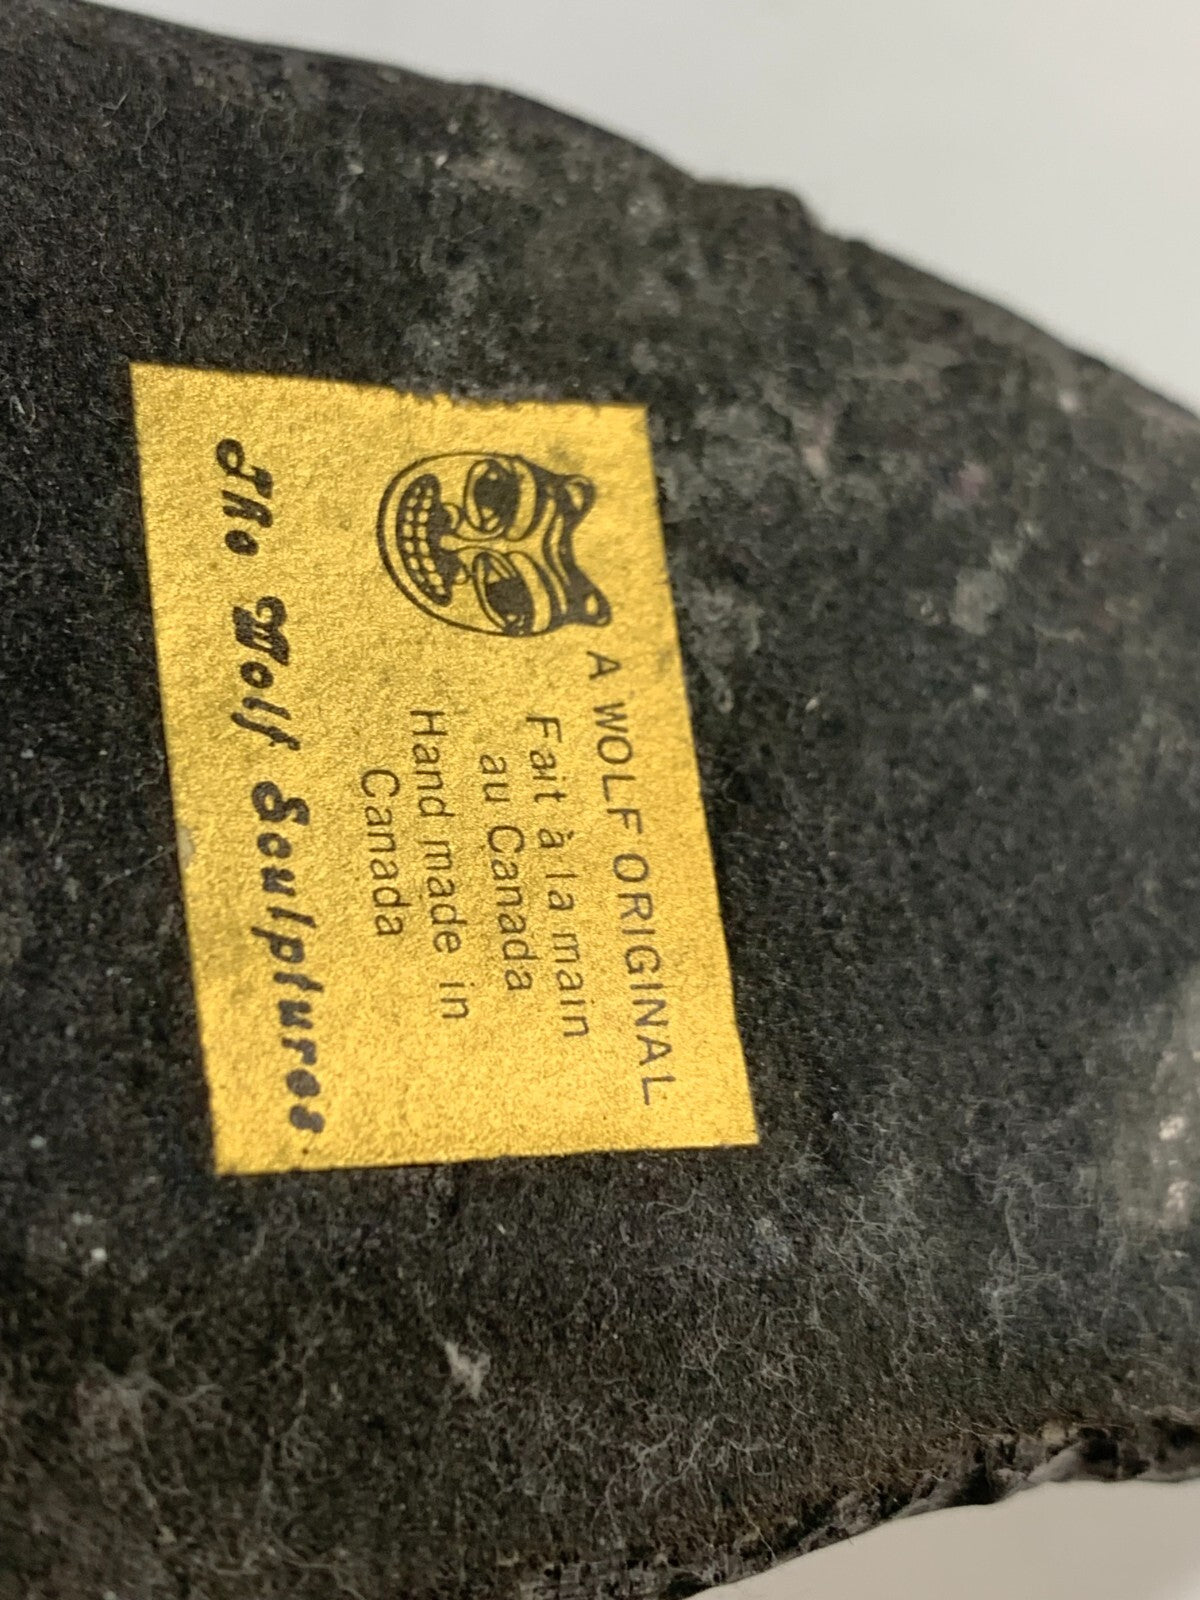 A WOLF ORIGINAL
Fait à la main
au Canada
Hand made in
Canada
The Wolf Sculptures